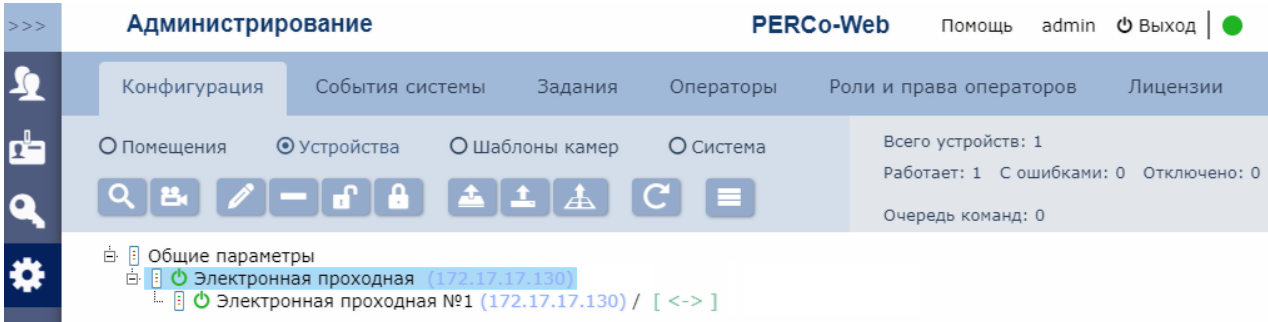 >>> Администрирование PERCo-Web Помощь admin Выход
Конфигурация События системы Задания Операторы Роли и права операторов Лицензии
Помещения Устройства Шаблоны камер Система
Всего устройств: 1
Работает: 1 С ошибками: 0 Отключено: 0
Очередь команд: 0
Общие параметры
Электронная проходная (172.17.17.130)
Электронная проходная №1 (172.17.17.130) / [ <-> ]